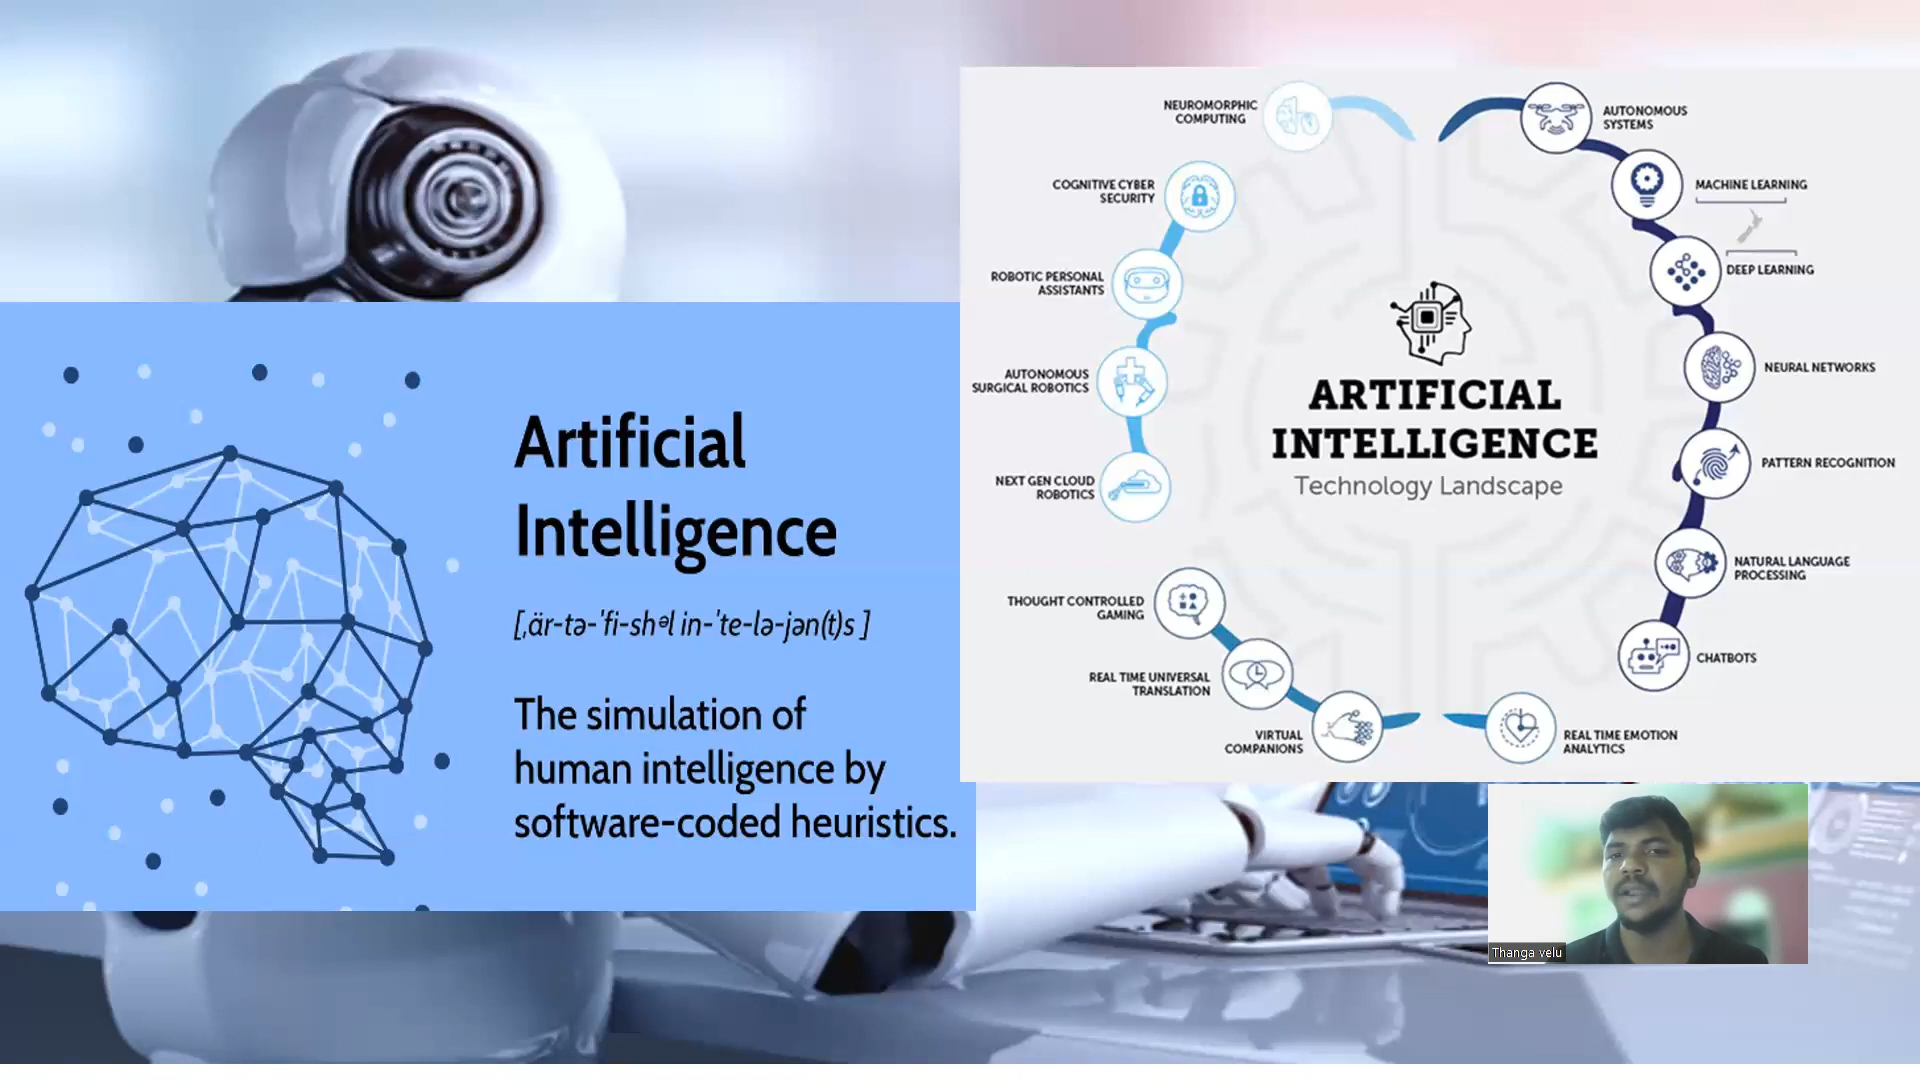 Artificial
Intelligence
[ˌär-tə-ˈfi-shᵊl in-ˈte-lə-jən(t)s ]
The simulation of
human intelligence by
software-coded heuristics.
NEUROMORPHIC
COMPUTING
COGNITIVE CYBER
SECURITY
ROBOTIC PERSONAL
ASSISTANTS
AUTONOMOUS
SURGICAL ROBOTICS
NEXT GEN CLOUD
ROBOTICS
THOUGHT CONTROLLED
GAMING
REAL TIME UNIVERSAL
TRANSLATION
VIRTUAL
COMPANIONS
ARTIFICIAL
INTELLIGENCE
Technology Landscape
AUTONOMOUS
SYSTEMS
MACHINE LEARNING
DEEP LEARNING
NEURAL NETWORKS
PATTERN RECOGNITION
NATURAL LANGUAGE
PROCESSING
CHATBOTS
REAL TIME EMOTION
ANALYTICS
Thanga velu